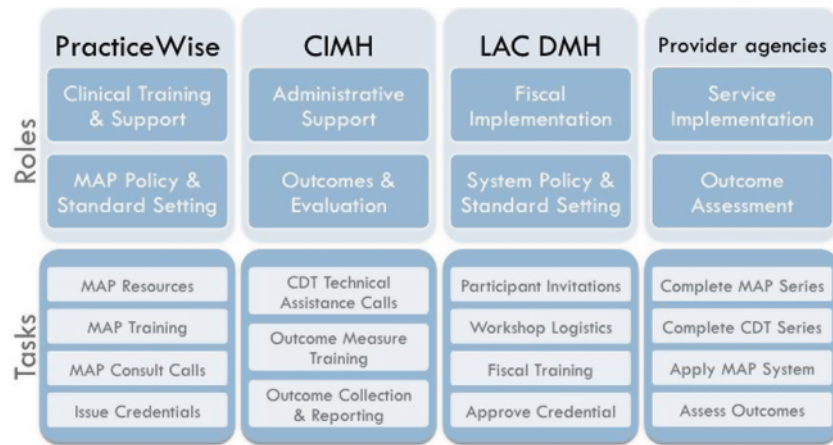 PracticeWise
CIMH
LAC DMH
Provider agencies
Roles
Clinical Training
& Support
Administrative
Support
Fiscal
Implementation
Service
Implementation
MAP Policy &
Standard Setting
Outcomes &
Evaluation
System Policy &
Standard Setting
Outcome
Assessment
Tasks
MAP Resources
MAP Training
MAP Consult Calls
Issue Credentials
CDT Technical
Assistance Calls
Outcome Measure
Training
Outcome Collection
& Reporting
Participant Invitations
Workshop Logistics
Fiscal Training
Approve Credential
Complete MAP Series
Complete CDT Series
Apply MAP System
Assess Outcomes